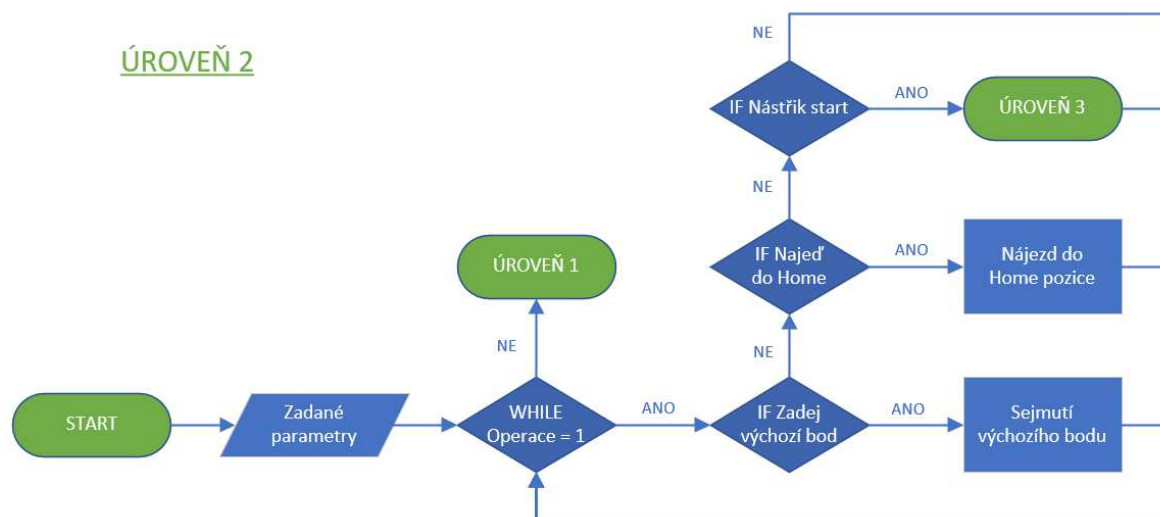 ÚROVEŇ 2
NE
IF Nástřik start
ANO
ÚROVEŇ 3
NE
ÚROVEŇ 1
IF Najeď
do Home
ANO
Nájezd do
Home pozice
NE
NE
START
Zadané
parametry
WHILE
Operace = 1
ANO
IF Zadej
výchozí bod
ANO
Sejmutí
výchozího bodu